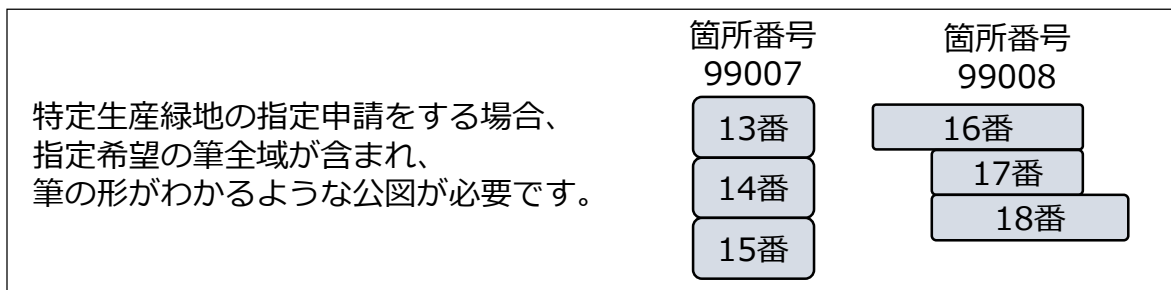 特定生産緑地の指定申請をする場合、
指定希望の筆全域が含まれ、
筆の形がわかるような公図が必要です。
箇所番号
99007
13番
14番
15番
箇所番号
99008
16番
17番
18番